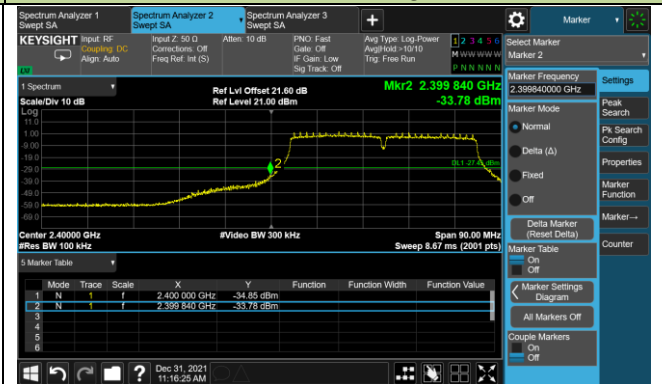 Spectrum Analyzer 1
Swept SA
Spectrum Analyzer 2
Swept SA
Spectrum Analyzer 3
Swept SA
+
Marker
KEYSIGHT
Input: RF
Coupling: DC
Align: Auto
Input Z: 50 Ω
Corrections: Off
Freq Ref: Int (S)
Atten: 10 dB
PNO: Fast
Gate: Off
IF Gain: Low
Sig Track: Off
Avg Type: Log-Power
Avg|Hold:>10/10
Trig: Free Run
1 2 3 4 5 6
M W W W W W
P N N N N N
Select Marker
Marker 2
1 Spectrum
Scale/Div 10 dB
Log
Ref Lvl Offset 21.60 dB
Ref Level 21.00 dBm
Mkr2 2.399 840 GHz
-33.78 dBm
11.0
1.00
-9.00
-19.0
-29.0
-39.0
-49.0
-59.0
-69.0
2
Center 2.40000 GHz
#Res BW 100 kHz
#Video BW 300 kHz
Span 90.00 MHz
Sweep 8.67 ms (2001 pts)
5 Marker Table
Mode Trace Scale X Y Function Function Width Function Value
1 N 1 f 2.400 000 GHz -34.85 dBm
2 N 1 f 2.399 840 GHz -33.78 dBm
3
4
5
6
Marker Frequency
2.399840000 GHz
Marker Mode
Normal
Delta (Δ)
Fixed
Off
Delta Marker
(Reset Delta)
Marker Table
On
Off
Marker Settings
Diagram
All Markers Off
Couple Markers
On
Off
Settings
Peak
Search
Pk Search
Config
Properties
Marker
Function
Marker→
Counter
?
Dec 31, 2021
11:16:25 AM